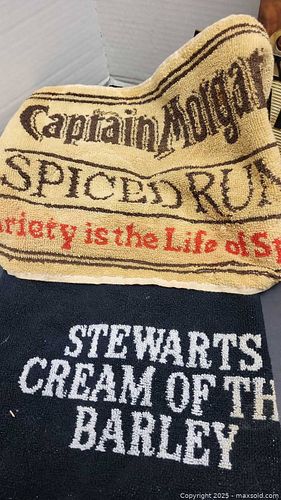 Captain Morgan
SPICED RUM
ariety is the Life of Sp
STEWARTS
CREAM OF TH
BARLEY
Copyright © 2025 - maxsold.com